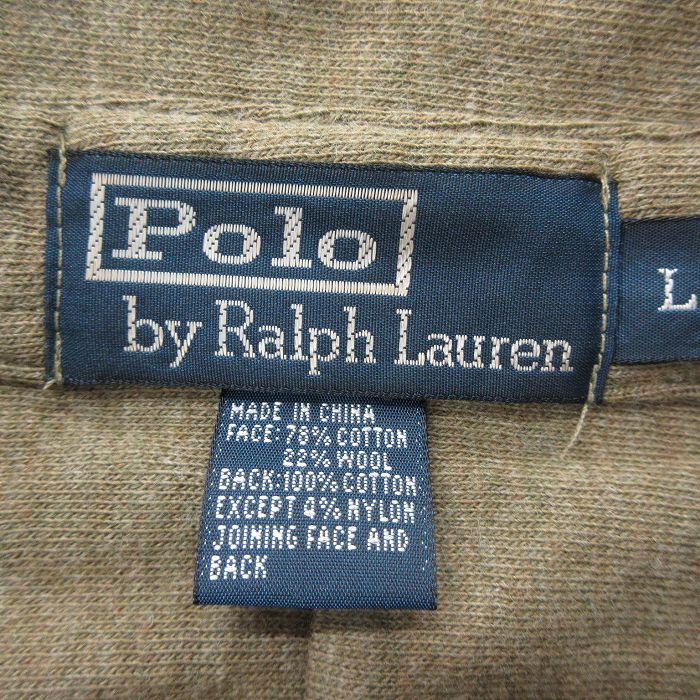 Polo
by Ralph Lauren
L
MADE IN CHINA
FACE: 78% COTTON
22% WOOL
BACK: 100% COTTON
EXCEPT 4% NYLON
JOINING FACE AND
BACK